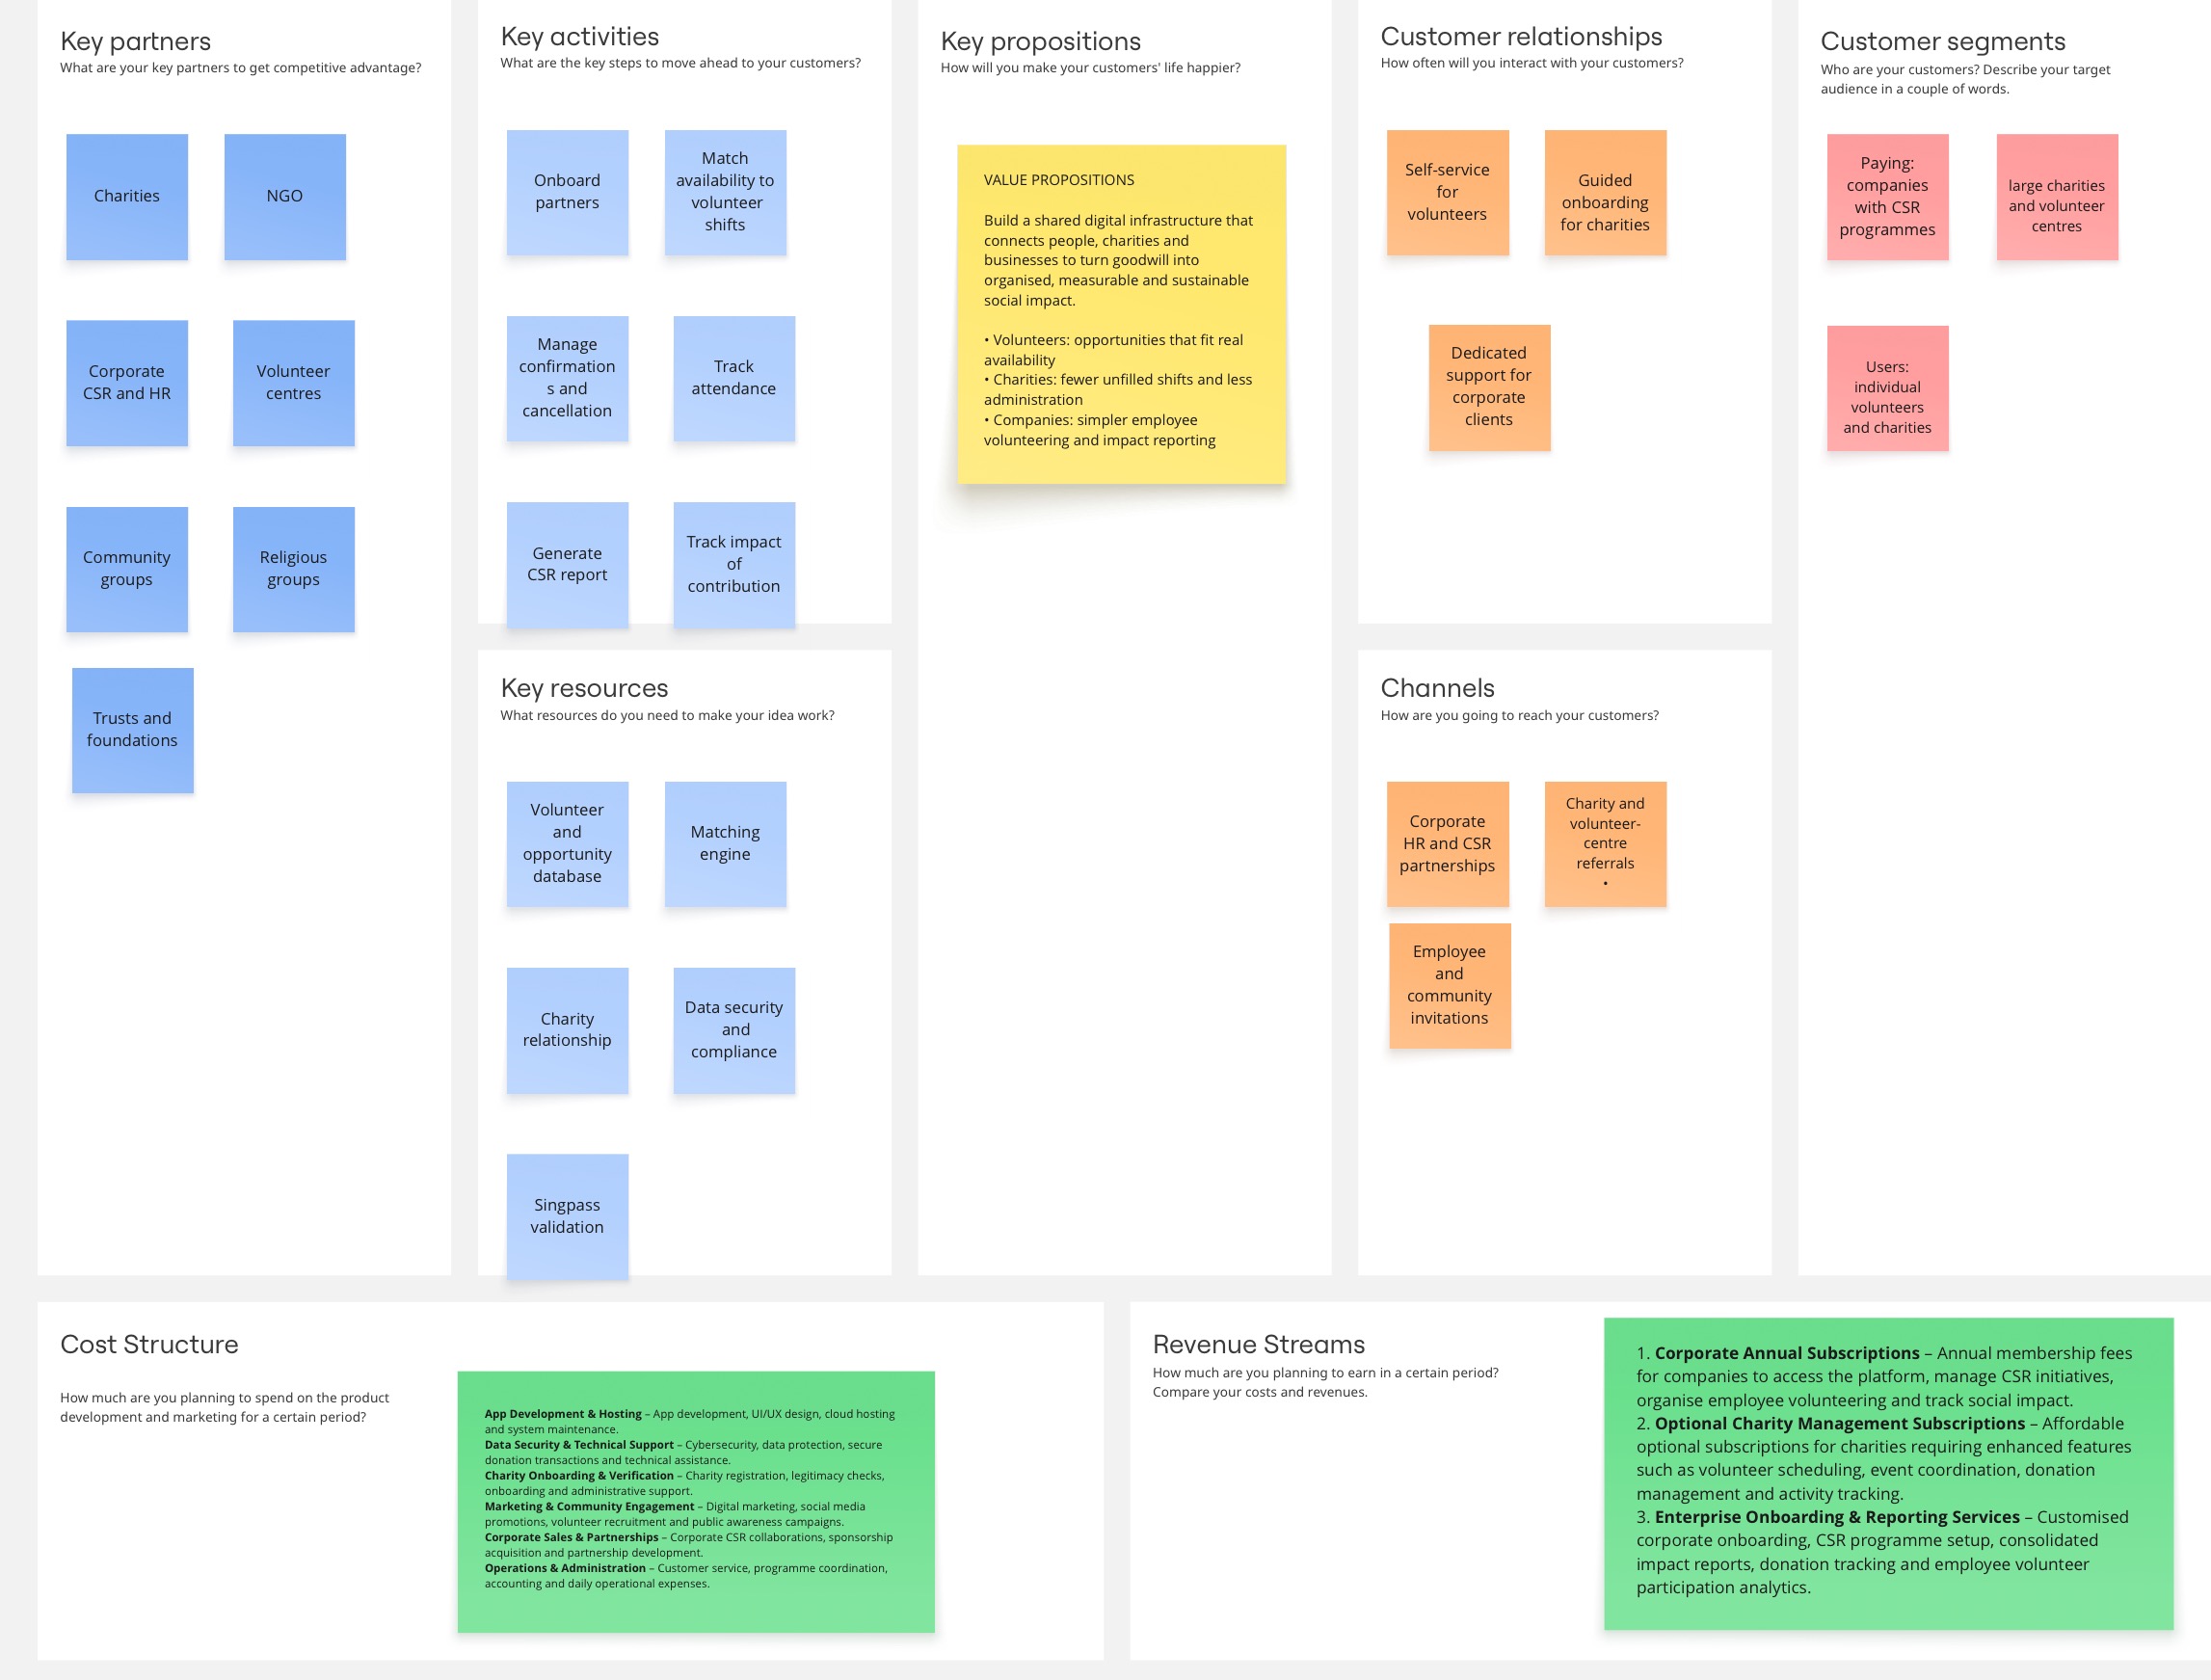 Key partners
What are your key partners to get competitive advantage?
Charities
NGO
Corporate
CSR and HR
Volunteer
centres
Community
groups
Religious
groups
Trusts and
foundations
Key activities
What are the key steps to move ahead to your customers?
Onboard
partners
Match
availability to
volunteer
shifts
Manage
confirmation
s and
cancellation
Track
attendance
Generate
CSR report
Track impact
of
contribution
Key resources
What resources do you need to make your idea work?
Volunteer
and
opportunity
database
Matching
engine
Charity
relationship
Data security
and
compliance
Singpass
validation
Key propositions
How will you make your customers' life happier?
VALUE PROPOSITIONS
Build a shared digital infrastructure that
connects people, charities and
businesses to turn goodwill into
organised, measurable and sustainable
social impact.
• Volunteers: opportunities that fit real
availability
• Charities: fewer unfilled shifts and less
administration
• Companies: simpler employee
volunteering and impact reporting
Customer relationships
How often will you interact with your customers?
Self-service
for
volunteers
Guided
onboarding
for charities
Dedicated
support for
corporate
clients
Channels
How are you going to reach your customers?
Corporate
HR and CSR
partnerships
Charity and
volunteer-
centre
referrals
•
Employee
and
community
invitations
Customer segments
Who are your customers? Describe your target
audience in a couple of words.
Paying:
companies
with CSR
programmes
large charities
and volunteer
centres
Users:
individual
volunteers
and charities
Cost Structure
How much are you planning to spend on the product
development and marketing for a certain period?
App Development & Hosting – App development, UI/UX design, cloud hosting
and system maintenance.
Data Security & Technical Support – Cybersecurity, data protection, secure
donation transactions and technical assistance.
Charity Onboarding & Verification – Charity registration, legitimacy checks,
onboarding and administrative support.
Marketing & Community Engagement – Digital marketing, social media
promotions, volunteer recruitment and public awareness campaigns.
Corporate Sales & Partnerships – Corporate CSR collaborations, sponsorship
acquisition and partnership development.
Operations & Administration – Customer service, programme coordination,
accounting and daily operational expenses.
Revenue Streams
How much are you planning to earn in a certain period?
Compare your costs and revenues.
1. Corporate Annual Subscriptions – Annual membership fees
for companies to access the platform, manage CSR initiatives,
organise employee volunteering and track social impact.
2. Optional Charity Management Subscriptions – Affordable
optional subscriptions for charities requiring enhanced features
such as volunteer scheduling, event coordination, donation
management and activity tracking.
3. Enterprise Onboarding & Reporting Services – Customised
corporate onboarding, CSR programme setup, consolidated
impact reports, donation tracking and employee volunteer
participation analytics.